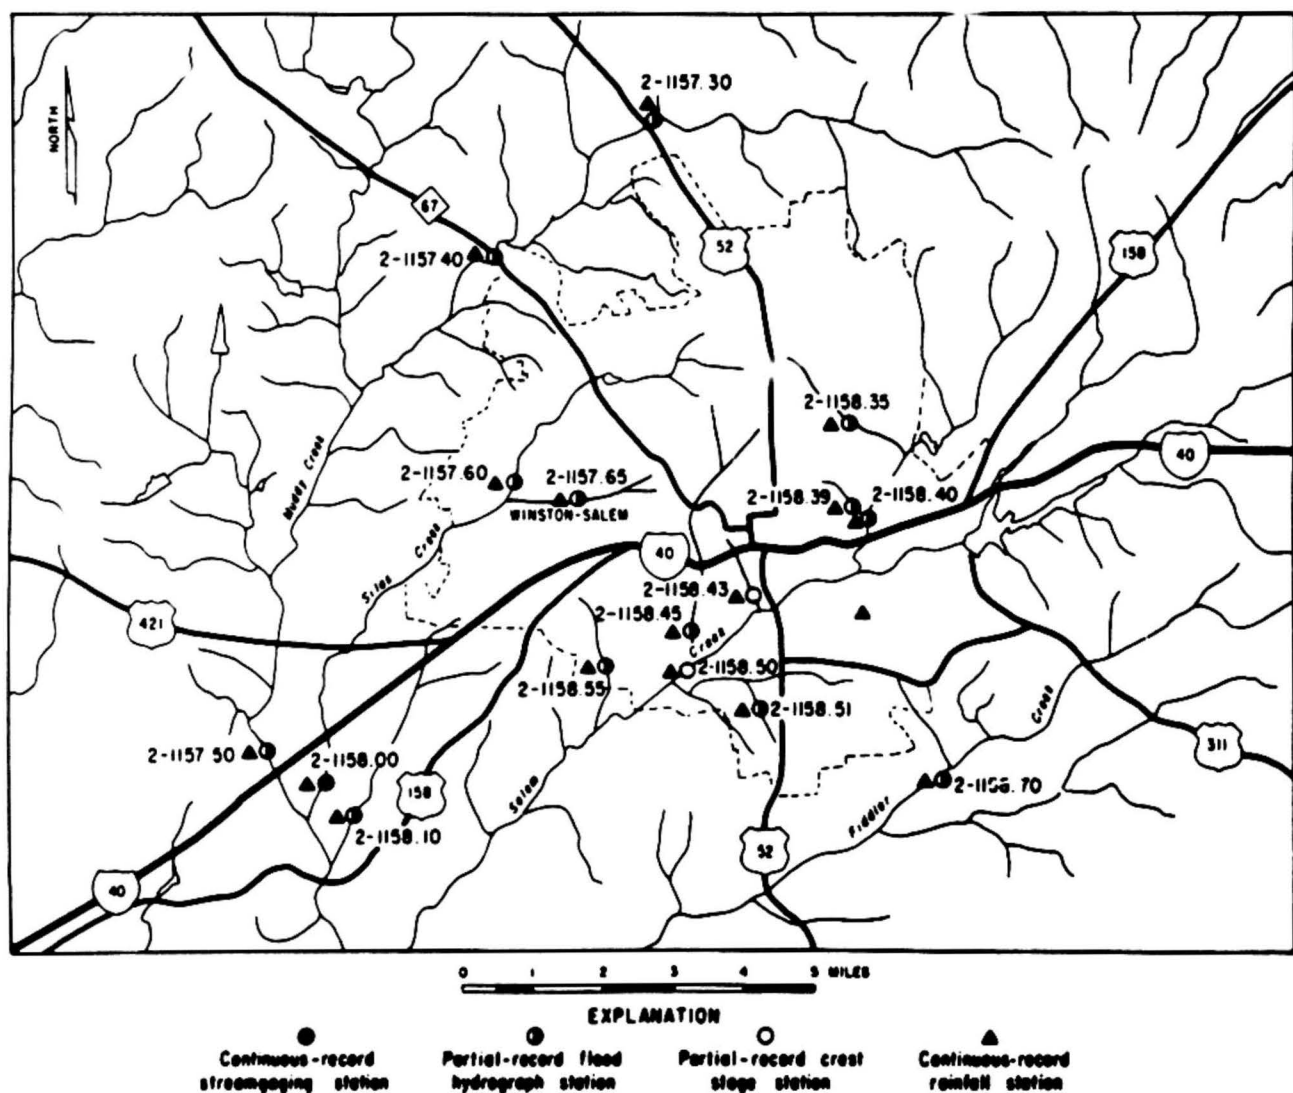 2-1157.30
NORTH
67
52
158
2-1157.40
2-1158.35
Muddy Creek
2-1157.60
2-1157.65
WINSTON-SALEM
2-1158.39
2-1158.40
40
Silas Creek
40
2-1158.43
2-1158.45
421
Creek
2-1158.50
2-1158.55
2-1158.51
Creek
311
2-1157.50
2-1158.00
158
Salem
2-1158.70
2-1158.10
Fiddler
52
40
0 1 2 3 4 5 MILES
EXPLANATION
Continuous-record
streamgaging station
Partial-record flood
hydrograph station
Partial-record crest
stage station
Continuous-record
rainfall station